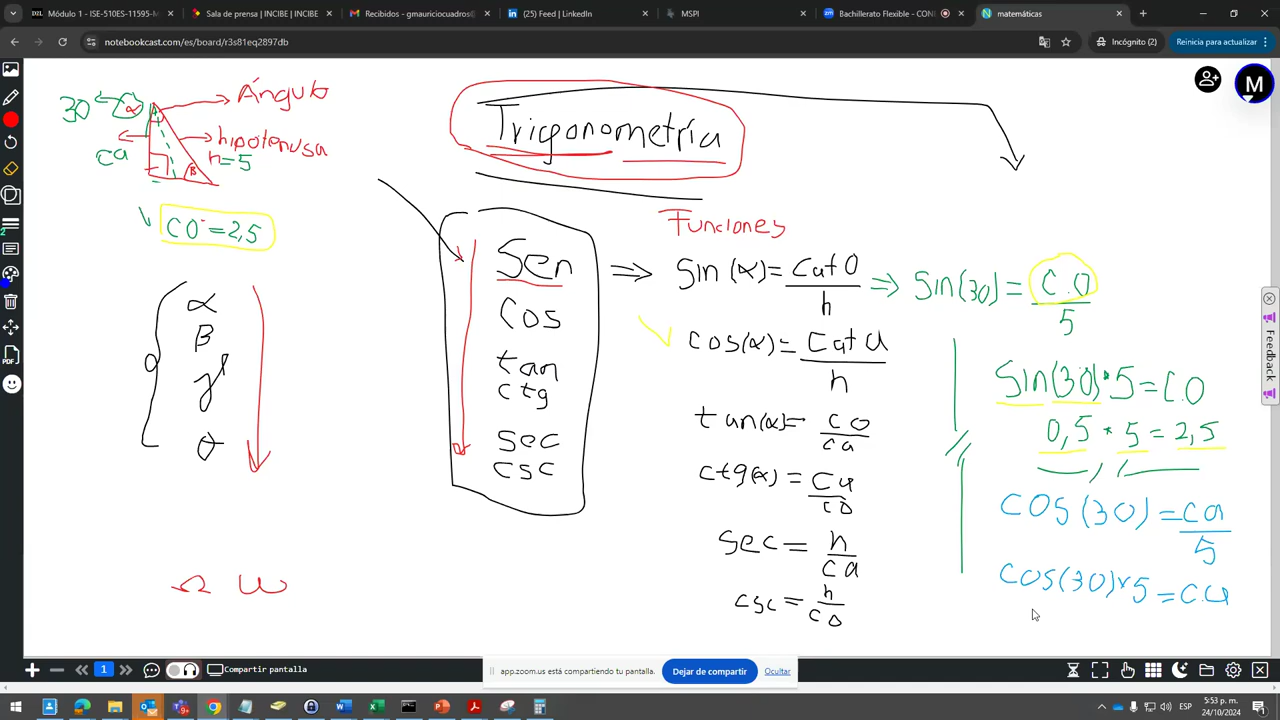 Módulo 1 - ISE-510ES-11595-M
Sala de prensa | INCIBE | INCIBE
Recibidos - gmauriciocuadros@
(25) Feed | LinkedIn
MSPI
Bachillerato Flexible - CON
matemáticas
notebookcast.com/es/board/r3s81eq2897db
Incógnito (2)
Reinicia para actualizar
M
Feedback
30
α
Ángulo
hipotenusa
h=5
ca
β
CO=2,5
α
β
γ
θ
Ω ω
Trigonometría
Sen
Cos
tan
ctg
sec
csc
Funciones
Sin(α)= Cat O
h
cos(α)= Cat a
h
tan(α)= CO
ca
ctg(α)= Ca
CO
sec = h
ca
csc = h
CO
⇒ Sin(30) = C.O
5
Sin(30)*5=C.O
0,5 * 5 = 2,5
COS(30) = ca
5
COS(30)*5 = C.a
1
Compartir pantalla
app.zoom.us está compartiendo tu pantalla.
Dejar de compartir
Ocultar
ESP
5:53 p. m.
24/10/2024